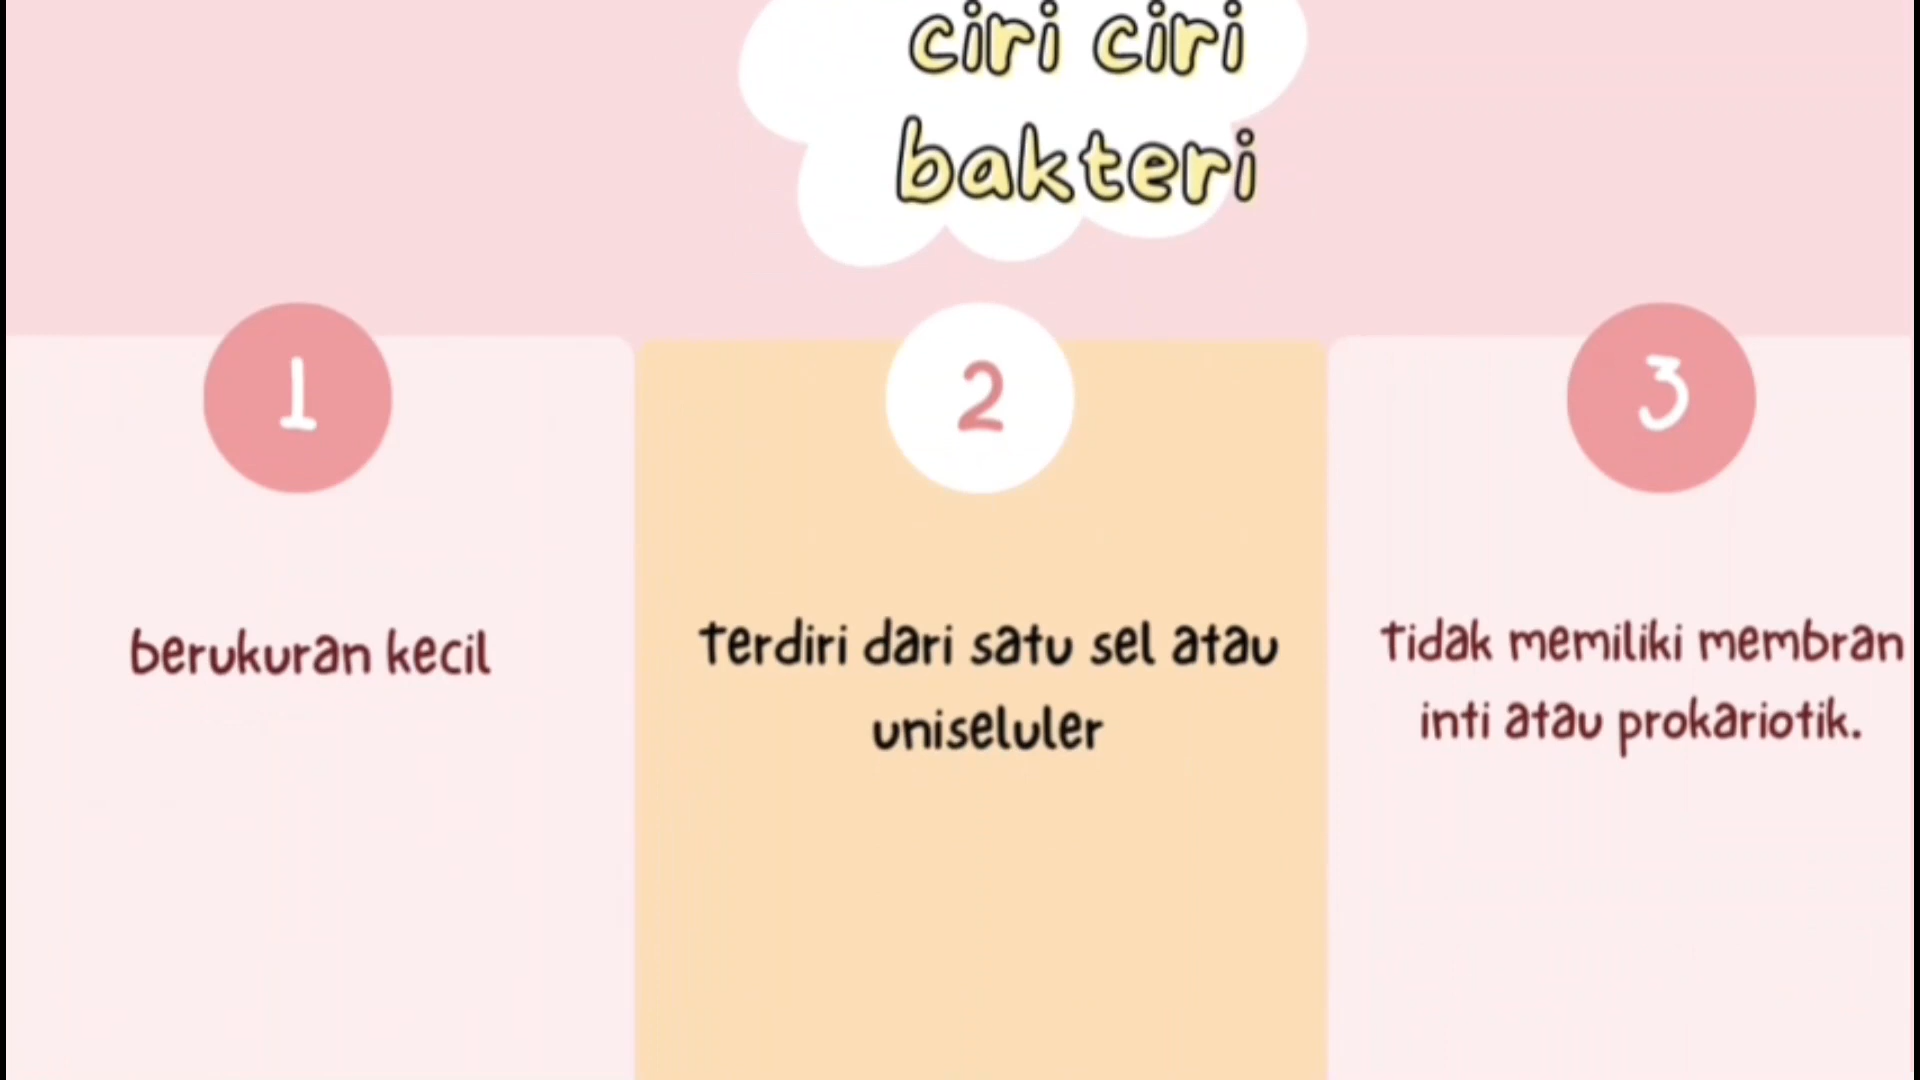 ciri ciri
bakteri
1
berukuran kecil
2
terdiri dari satu sel atau
uniseluler
3
tidak memiliki membran
inti atau prokariotik.